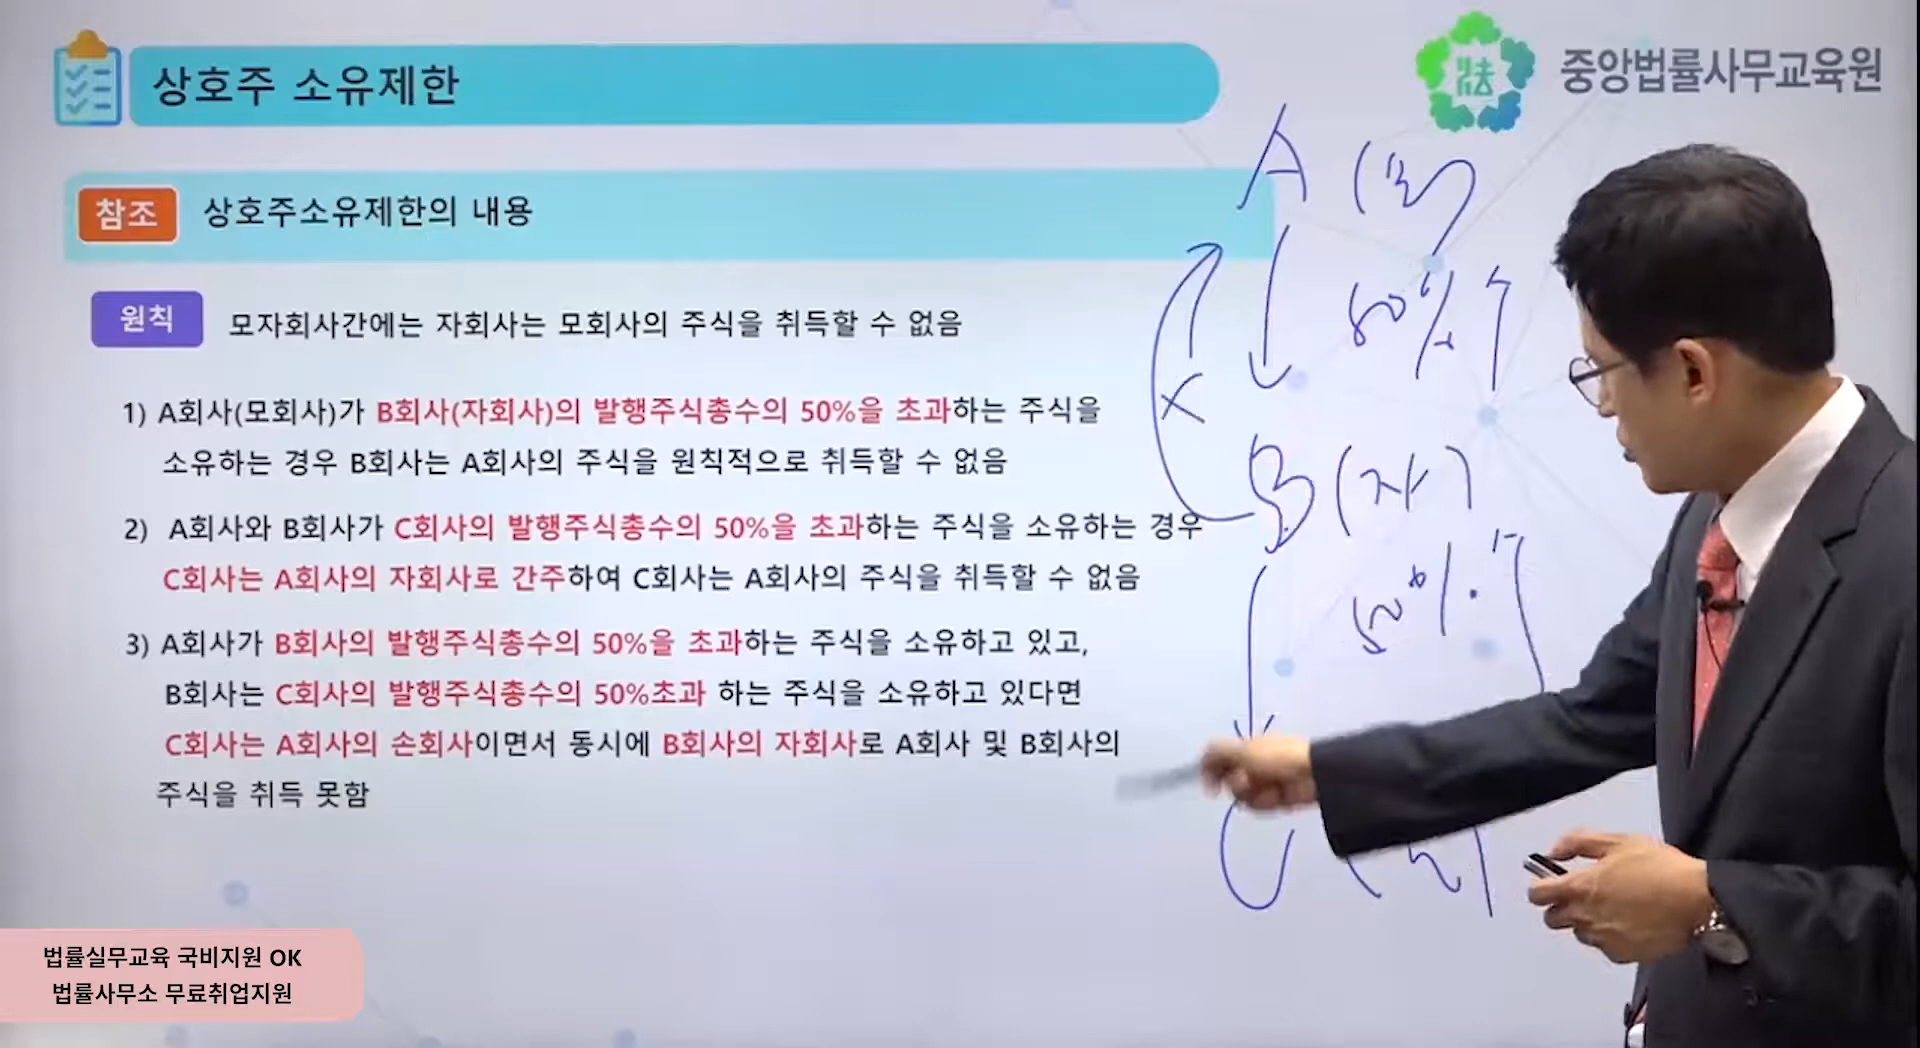 상호주 소유제한
法
중앙법률사무교육원
참조 상호주소유제한의 내용
원칙 모자회사간에는 자회사는 모회사의 주식을 취득할 수 없음
1) A회사(모회사)가 B회사(자회사)의 발행주식총수의 50%을 초과하는 주식을
소유하는 경우 B회사는 A회사의 주식을 원칙적으로 취득할 수 없음
2) A회사와 B회사가 C회사의 발행주식총수의 50%을 초과하는 주식을 소유하는 경우
C회사는 A회사의 자회사로 간주하여 C회사는 A회사의 주식을 취득할 수 없음
3) A회사가 B회사의 발행주식총수의 50%을 초과하는 주식을 소유하고 있고,
B회사는 C회사의 발행주식총수의 50%초과 하는 주식을 소유하고 있다면
C회사는 A회사의 손회사이면서 동시에 B회사의 자회사로 A회사 및 B회사의
주식을 취득 못함
A (모)
50%↑
X
B (자)
50%↑
C
법률실무교육 국비지원 OK
법률사무소 무료취업지원